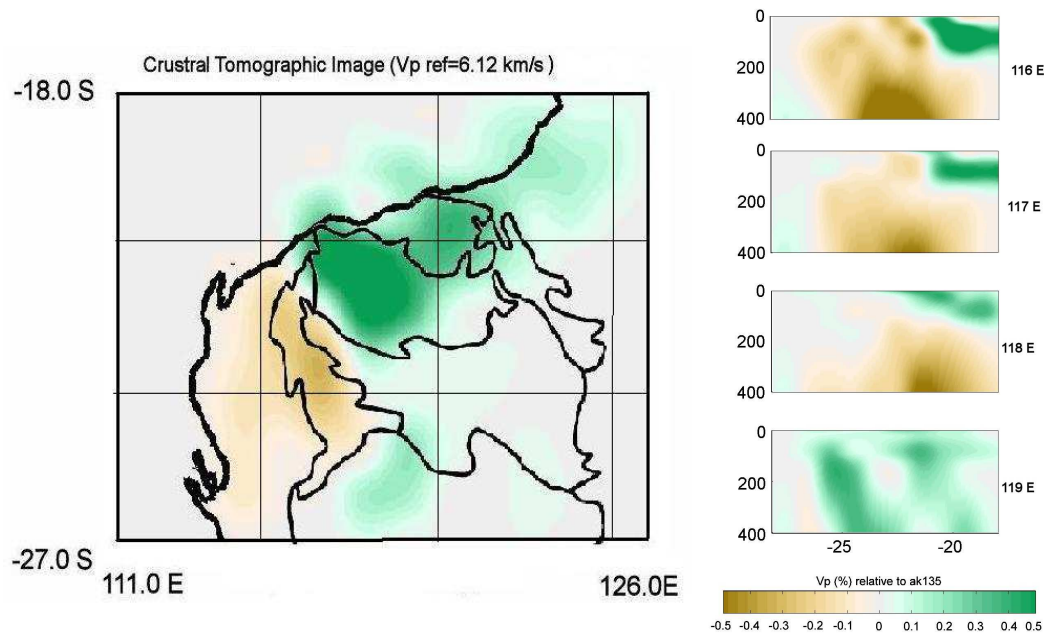 Crustral Tomographic Image (Vp ref=6.12 km/s )
-18.0 S
-27.0 S
111.0 E
126.0E
0
200
400
116 E
0
200
400
117 E
0
200
400
118 E
0
200
400
119 E
-25
-20
Vp (%) relative to ak135
-0.5
-0.4
-0.3
-0.2
-0.1
0
0.1
0.2
0.3
0.4
0.5